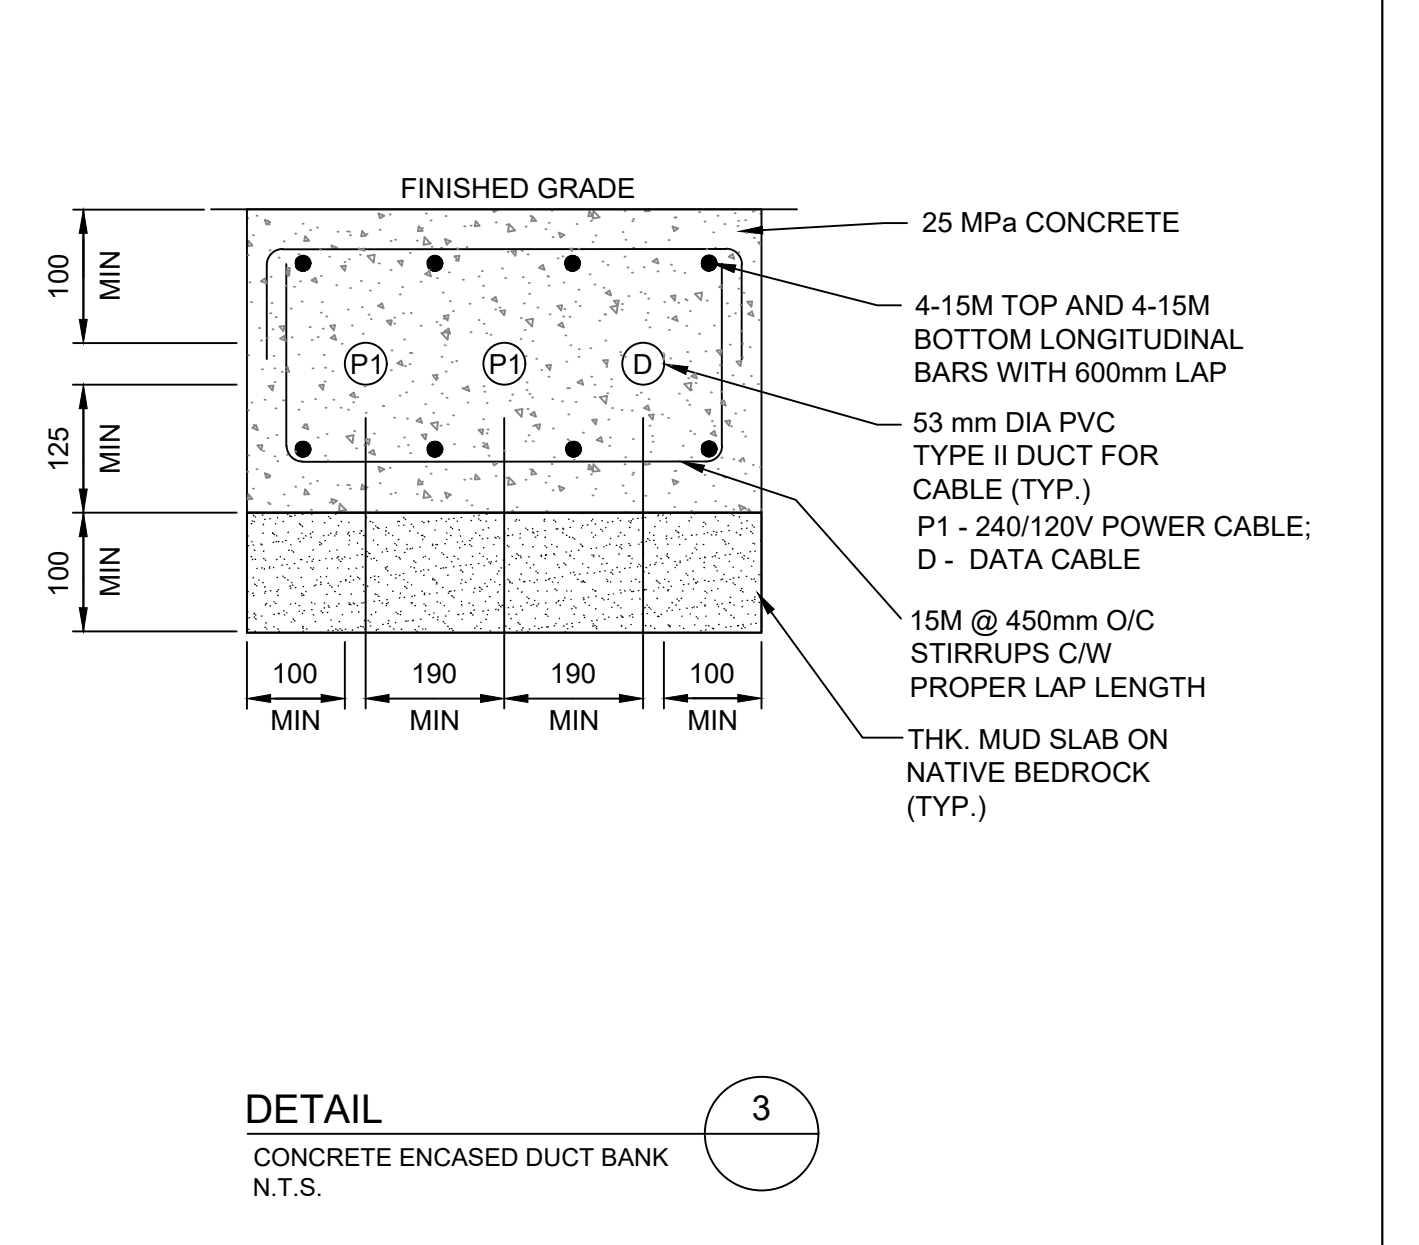 FINISHED GRADE
25 MPa CONCRETE
4-15M TOP AND 4-15M
BOTTOM LONGITUDINAL
BARS WITH 600mm LAP
53 mm DIA PVC
TYPE II DUCT FOR
CABLE (TYP.)
P1 - 240/120V POWER CABLE;
D - DATA CABLE
15M @ 450mm O/C
STIRRUPS C/W
PROPER LAP LENGTH
THK. MUD SLAB ON
NATIVE BEDROCK
(TYP.)
100
MIN
125
MIN
100
MIN
P1
P1
D
100
MIN
190
MIN
190
MIN
100
MIN
DETAIL
3
CONCRETE ENCASED DUCT BANK
N.T.S.